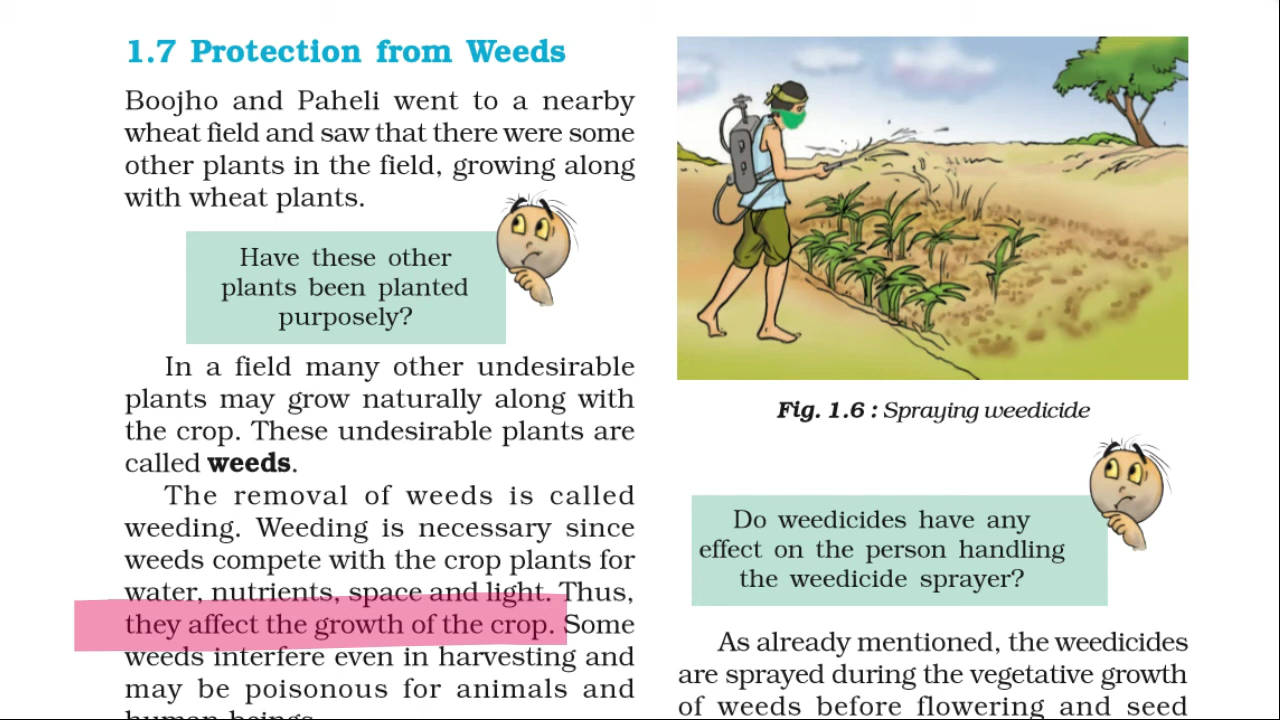 1.7 Protection from Weeds
Boojho and Paheli went to a nearby
wheat field and saw that there were some
other plants in the field, growing along
with wheat plants.
Have these other
plants been planted
purposely?
In a field many other undesirable
plants may grow naturally along with
the crop. These undesirable plants are
called weeds.
The removal of weeds is called
weeding. Weeding is necessary since
weeds compete with the crop plants for
water, nutrients, space and light. Thus,
they affect the growth of the crop. Some
weeds interfere even in harvesting and
may be poisonous for animals and
human beings.
Fig. 1.6 : Spraying weedicide
Do weedicides have any
effect on the person handling
the weedicide sprayer?
As already mentioned, the weedicides
are sprayed during the vegetative growth
of weeds before flowering and seed